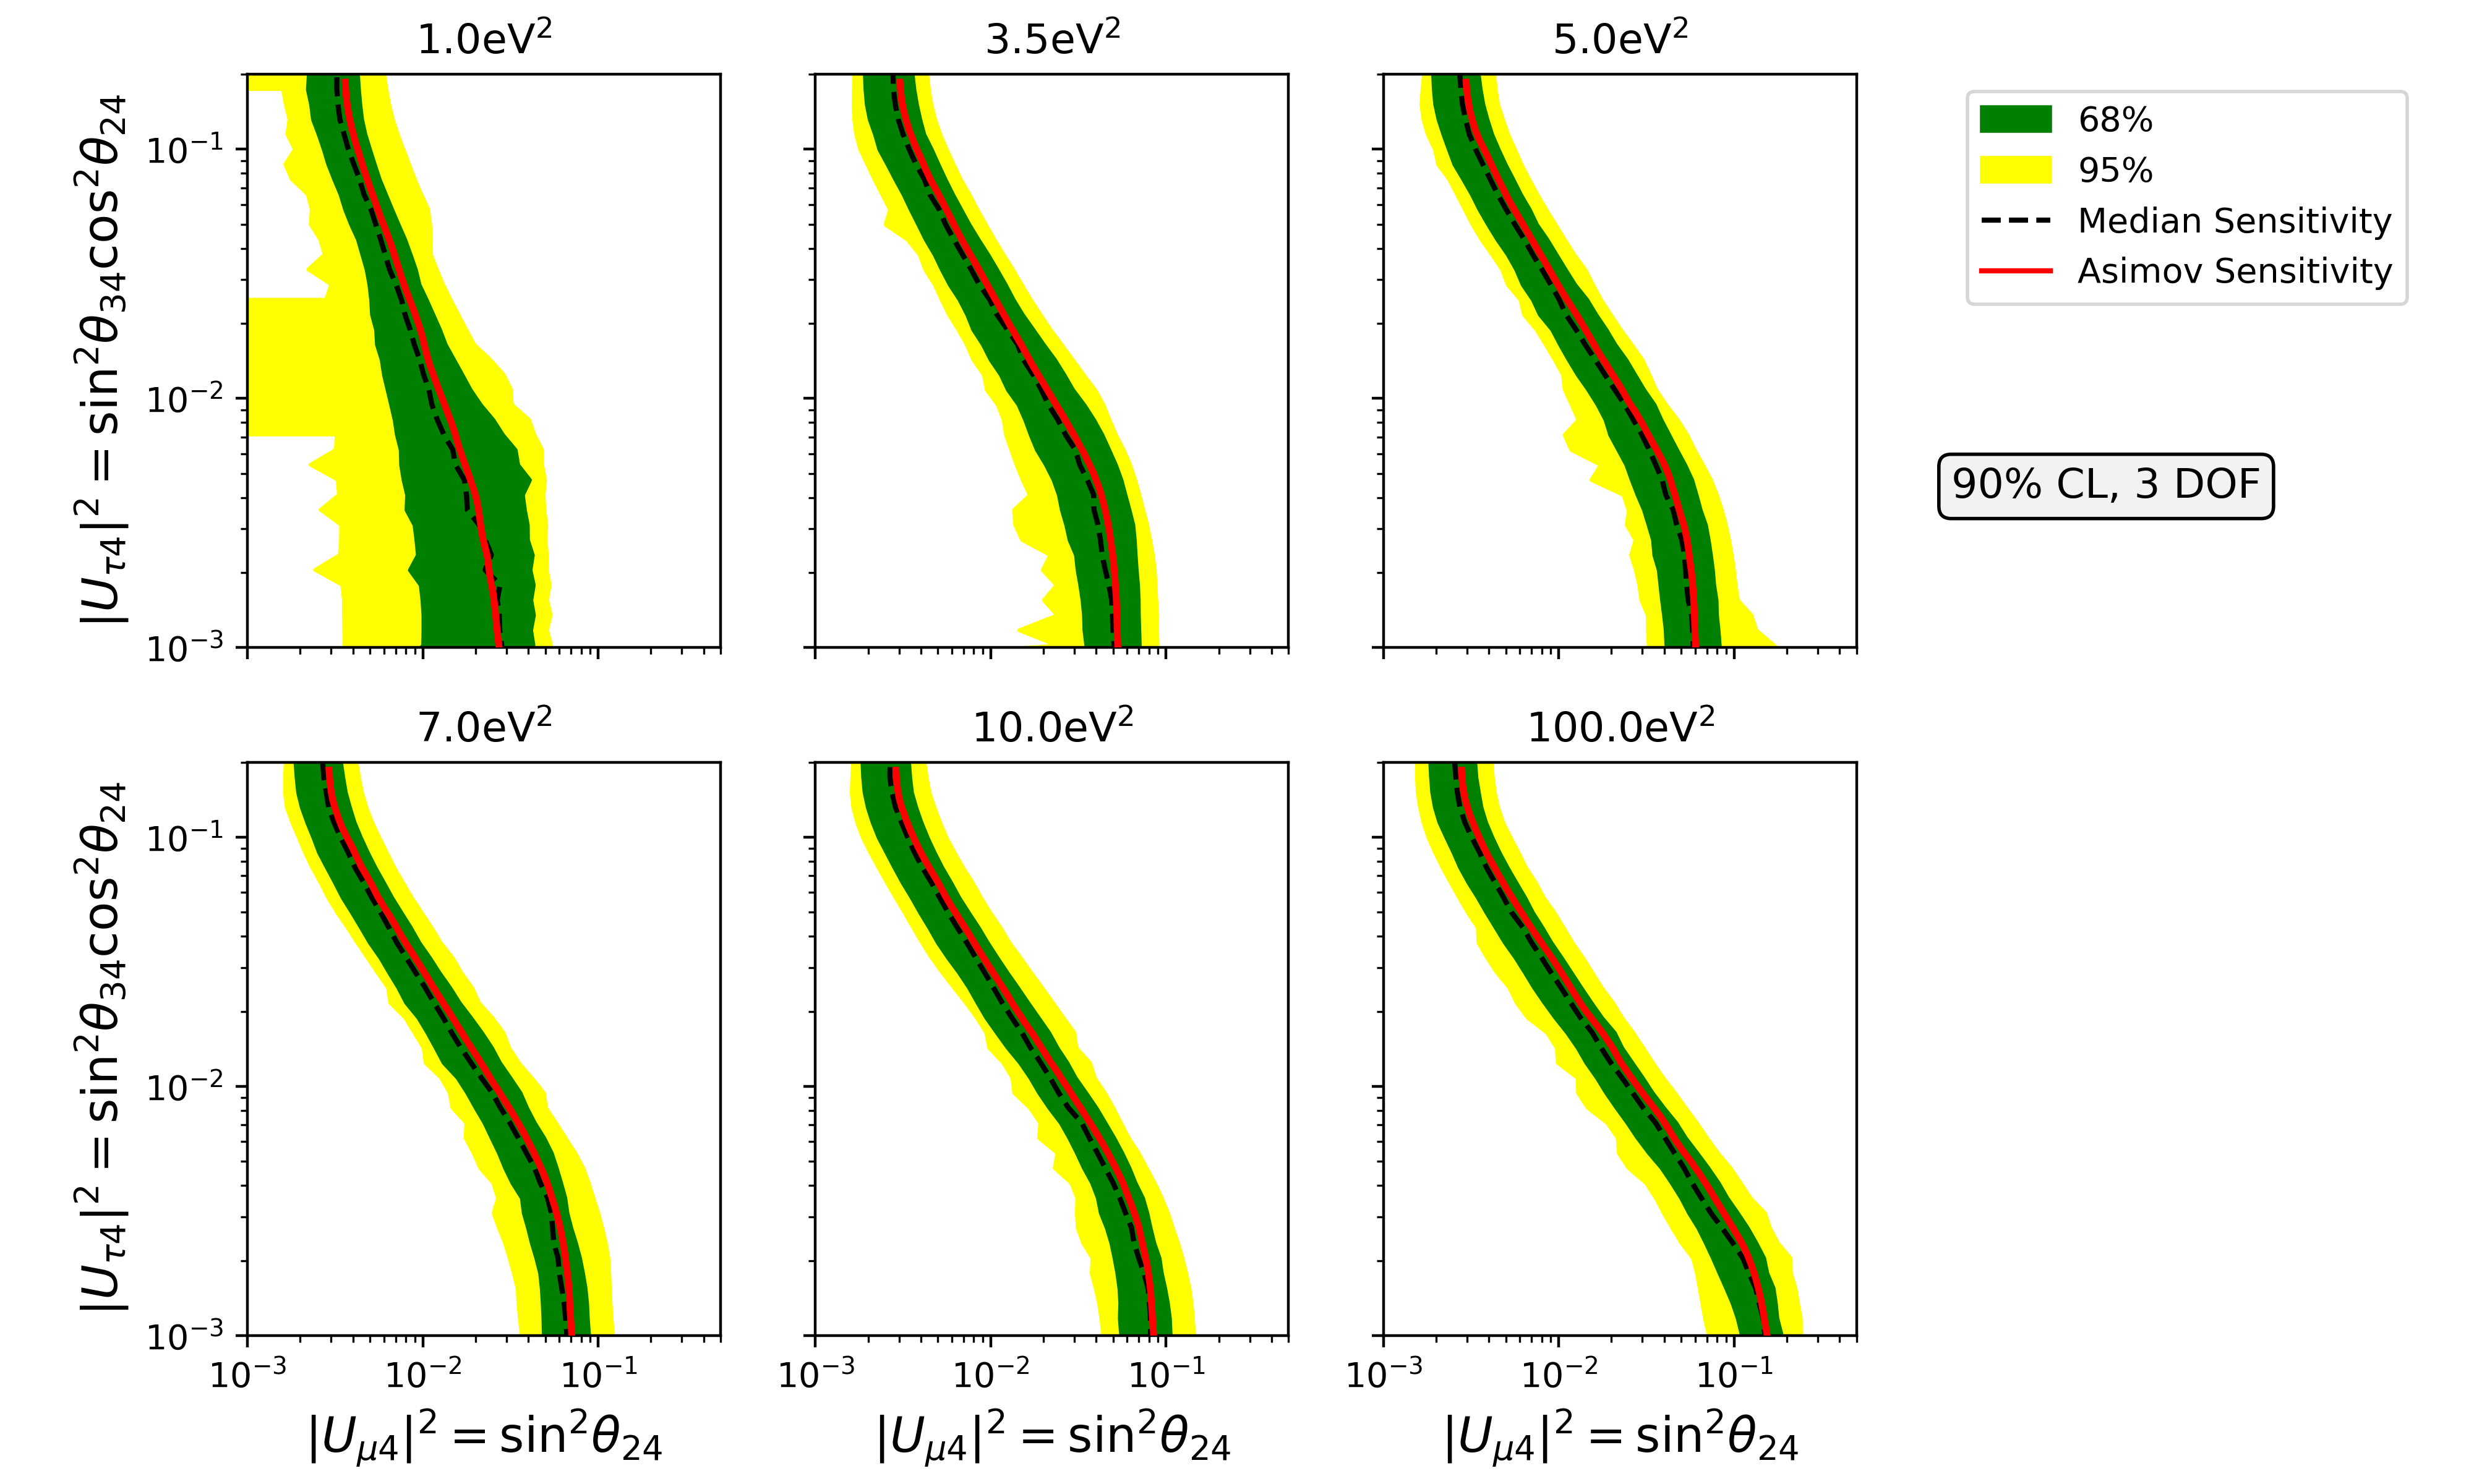 1.0eV²
3.5eV²
5.0eV²
|U_τ4|² = sin²θ₃₄cos²θ₂₄
10⁻¹
10⁻²
10⁻³
68%
95%
Median Sensitivity
Asimov Sensitivity
90% CL, 3 DOF
7.0eV²
10.0eV²
100.0eV²
|U_τ4|² = sin²θ₃₄cos²θ₂₄
10⁻¹
10⁻²
10⁻³
10⁻³ 10⁻² 10⁻¹
10⁻³ 10⁻² 10⁻¹
10⁻³ 10⁻² 10⁻¹
|U_μ4|² = sin²θ₂₄
|U_μ4|² = sin²θ₂₄
|U_μ4|² = sin²θ₂₄